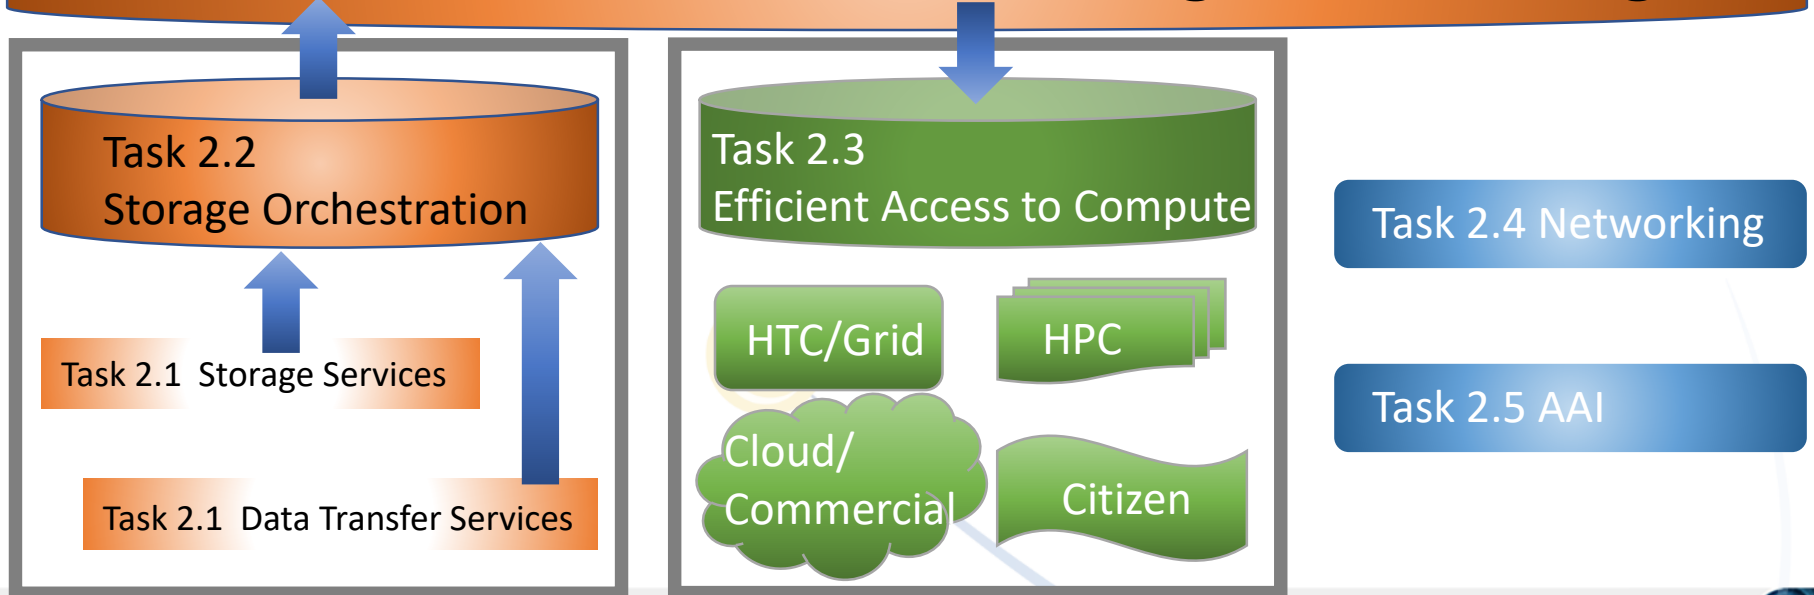 Task 2.2
Storage Orchestration
Task 2.1 Storage Services
Task 2.1 Data Transfer Services
Task 2.3
Efficient Access to Compute
HTC/Grid
HPC
Cloud/
Commercial
Citizen
Task 2.4 Networking
Task 2.5 AAI